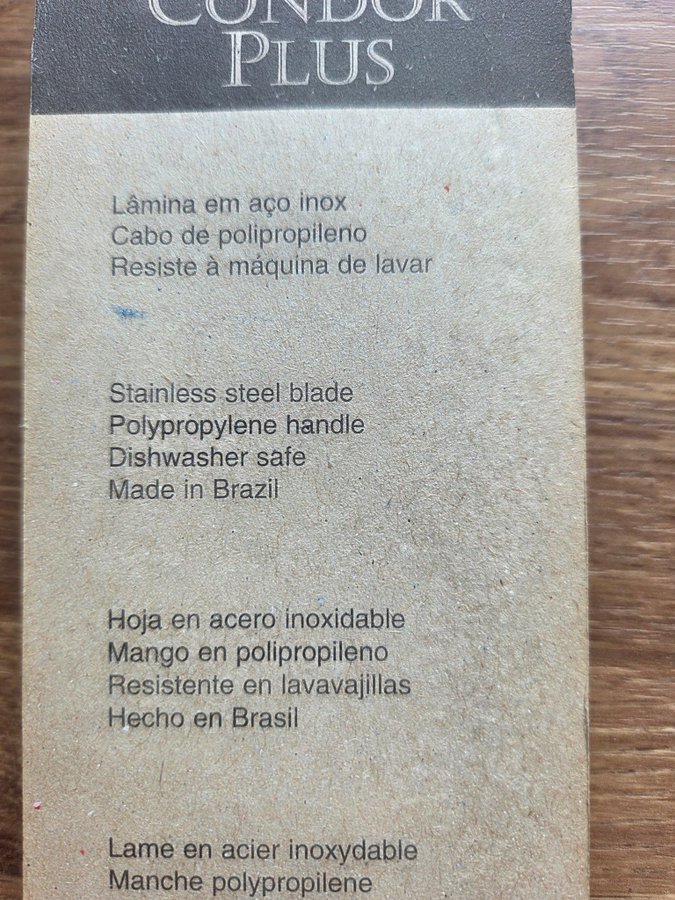 CONDOR
PLUS
Lâmina em aço inox
Cabo de polipropileno
Resiste à máquina de lavar
Stainless steel blade
Polypropylene handle
Dishwasher safe
Made in Brazil
Hoja en acero inoxidable
Mango en polipropileno
Resistente en lavavajillas
Hecho en Brasil
Lame en acier inoxydable
Manche polypropilene